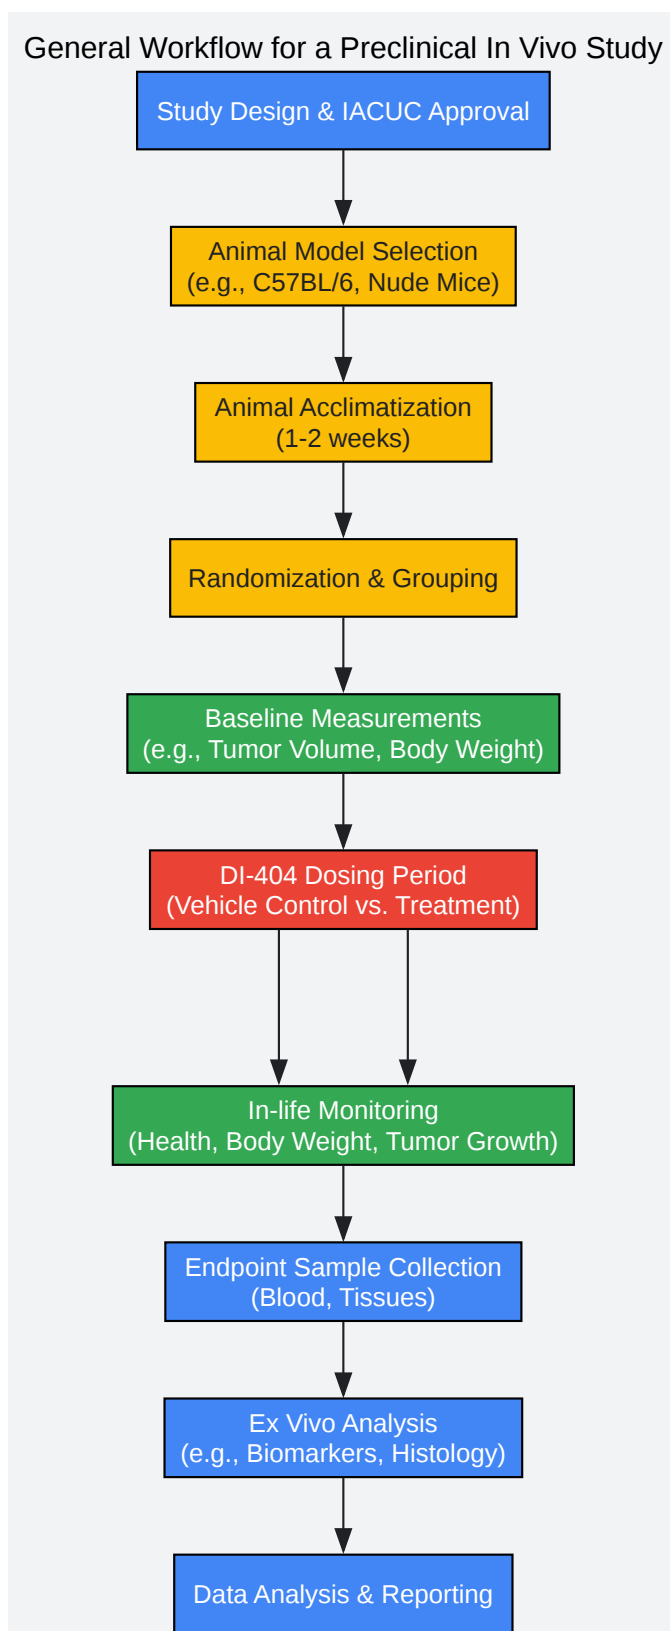 General Workflow for a Preclinical In Vivo Study
Study Design & IACUC Approval
Animal Model Selection
(e.g., C57BL/6, Nude Mice)
Animal Acclimatization
(1-2 weeks)
Randomization & Grouping
Baseline Measurements
(e.g., Tumor Volume, Body Weight)
DI-404 Dosing Period
(Vehicle Control vs. Treatment)
In-life Monitoring
(Health, Body Weight, Tumor Growth)
Endpoint Sample Collection
(Blood, Tissues)
Ex Vivo Analysis
(e.g., Biomarkers, Histology)
Data Analysis & Reporting